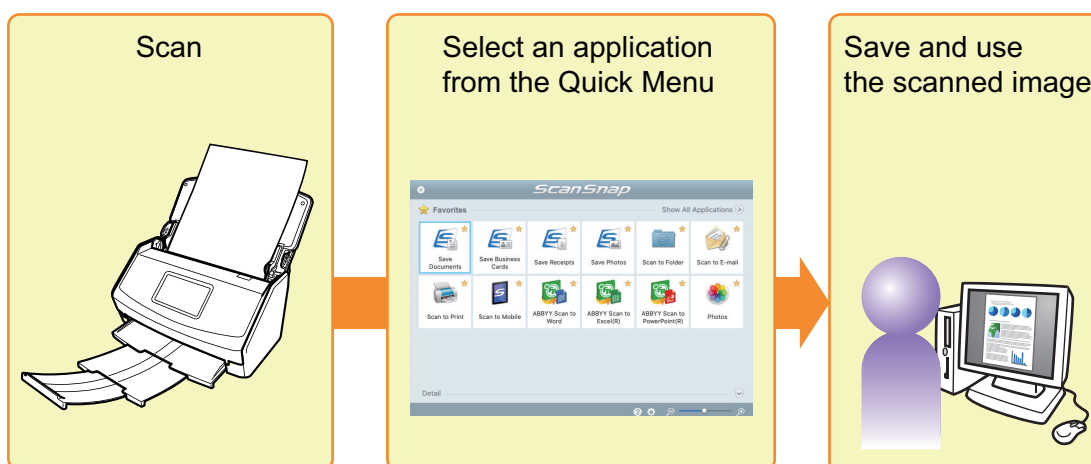 Scan
Select an application
from the Quick Menu
Save and use
the scanned image
ScanSnap
Favorites
Show All Applications
Save
Documents
Save Business
Cards
Save Receipts
Save Photos
Scan to Folder
Scan to E-mail
Scan to Print
Scan to Mobile
ABBYY Scan to
Word
ABBYY Scan to
Excel(R)
ABBYY Scan to
PowerPoint(R)
Photos
Detail